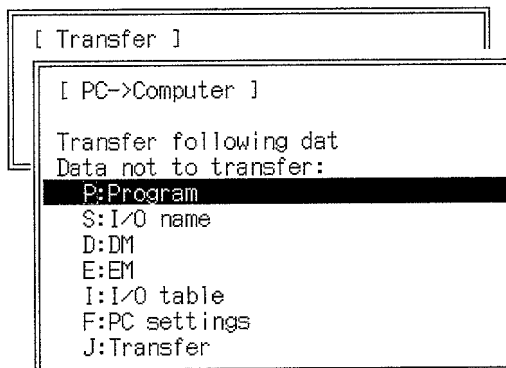 [ Transfer ]
[ PC->Computer ]
Transfer following dat
Data not to transfer:
P:Program
S:I/O name
D:DM
E:EM
I:I/O table
F:PC settings
J:Transfer